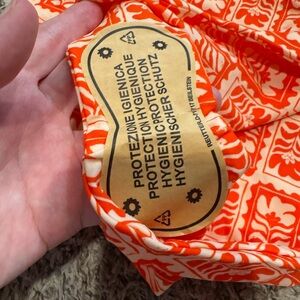 PROTEZIONE IGIENICA
PROTECTION HYGIENIQUE
HYGIENIC PROTECTION
HYGIENISCHER SCHUTZ